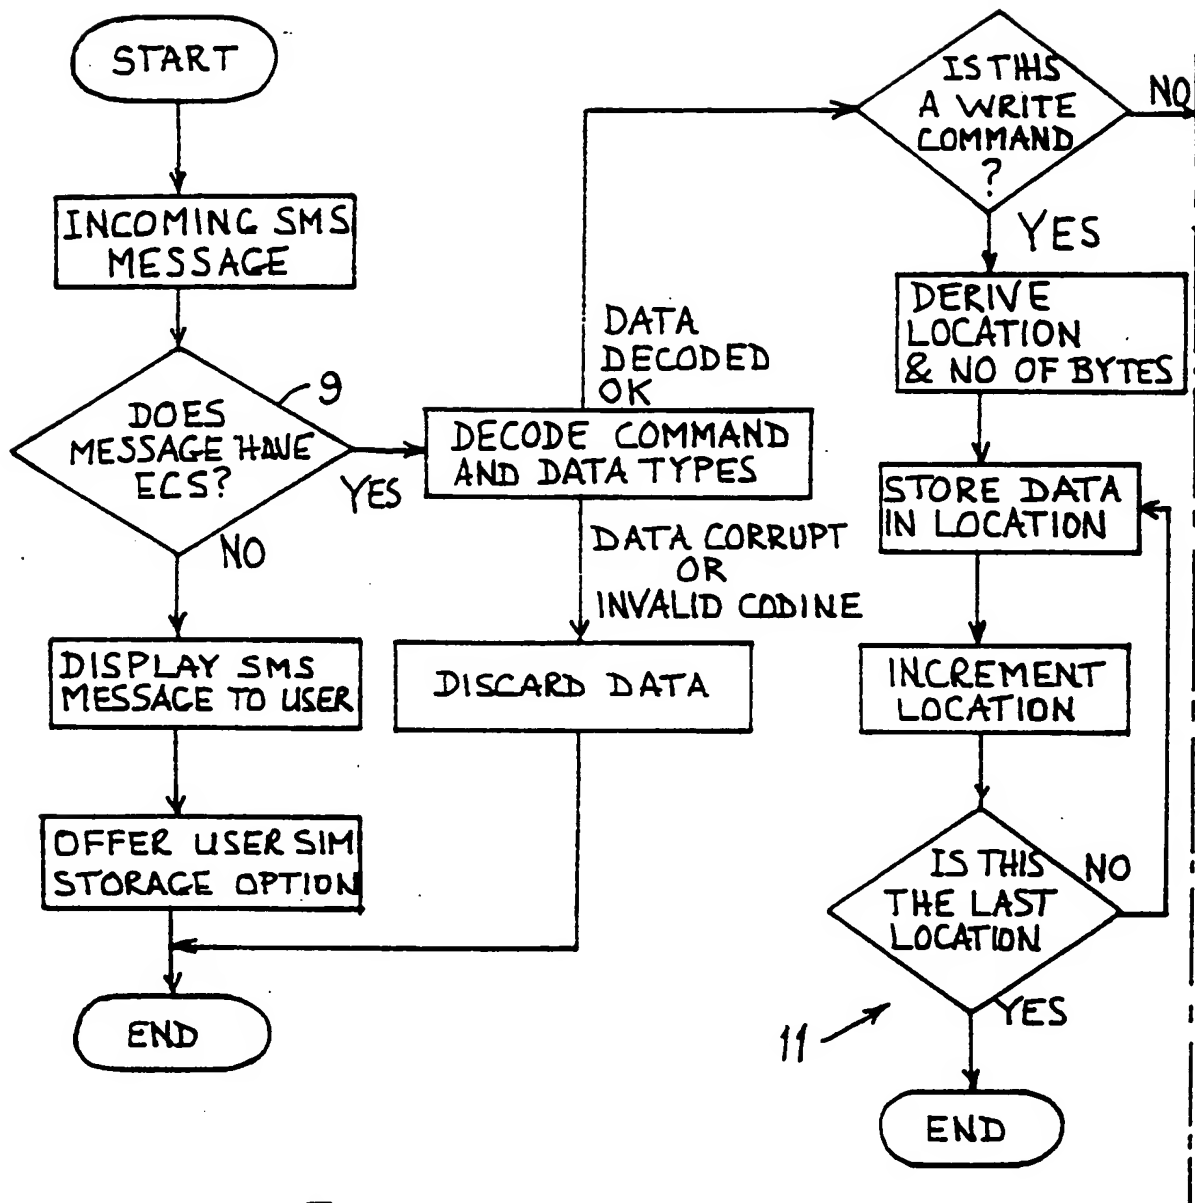 START
INCOMING SMS
MESSAGE
9
DOES
MESSAGE HAVE
ECS?
YES
NO
DISPLAY SMS
MESSAGE TO USER
OFFER USER SIM
STORAGE OPTION
END
DATA
DECODED
OK
DECODE COMMAND
AND DATA TYPES
DATA CORRUPT
OR
INVALID CODINE
DISCARD DATA
IS THIS
A WRITE
COMMAND
?
NO
YES
DERIVE
LOCATION
& NO OF BYTES
STORE DATA
IN LOCATION
INCREMENT
LOCATION
IS THIS
THE LAST
LOCATION
NO
YES
11
END